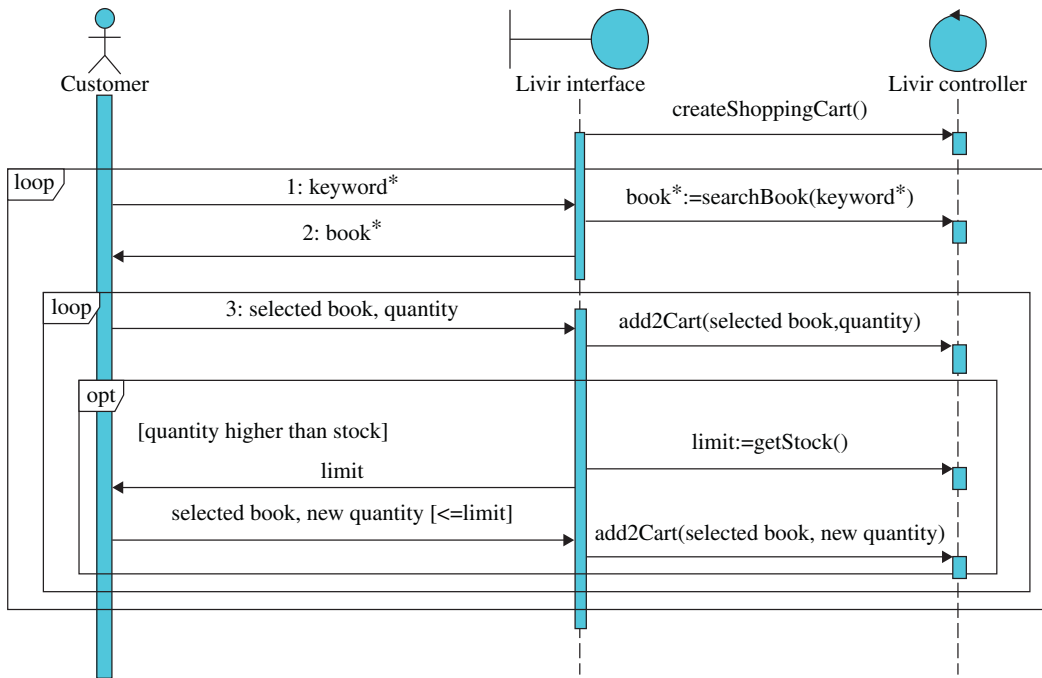 Customer
Livir interface
Livir controller
createShoppingCart()
loop
1: keyword*
book*:=searchBook(keyword*)
2: book*
loop
3: selected book, quantity
add2Cart(selected book,quantity)
opt
[quantity higher than stock]
limit:=getStock()
limit
selected book, new quantity [<=limit]
add2Cart(selected book, new quantity)